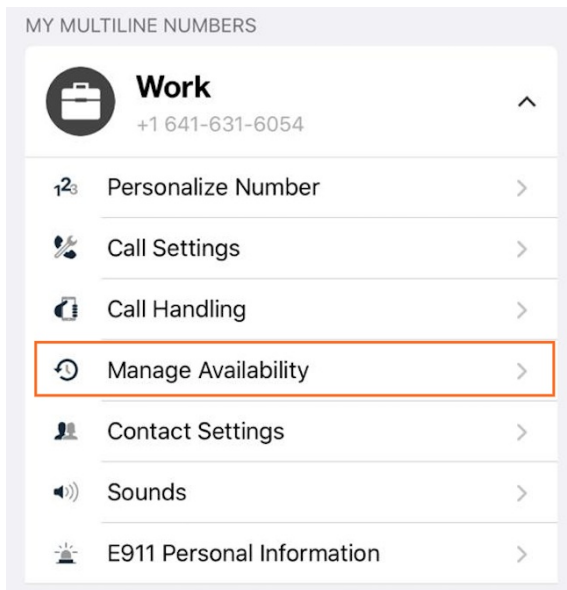 MY MULTILINE NUMBERS
Work
+1 641-631-6054
123 Personalize Number
Call Settings
Call Handling
Manage Availability
Contact Settings
Sounds
E911 Personal Information